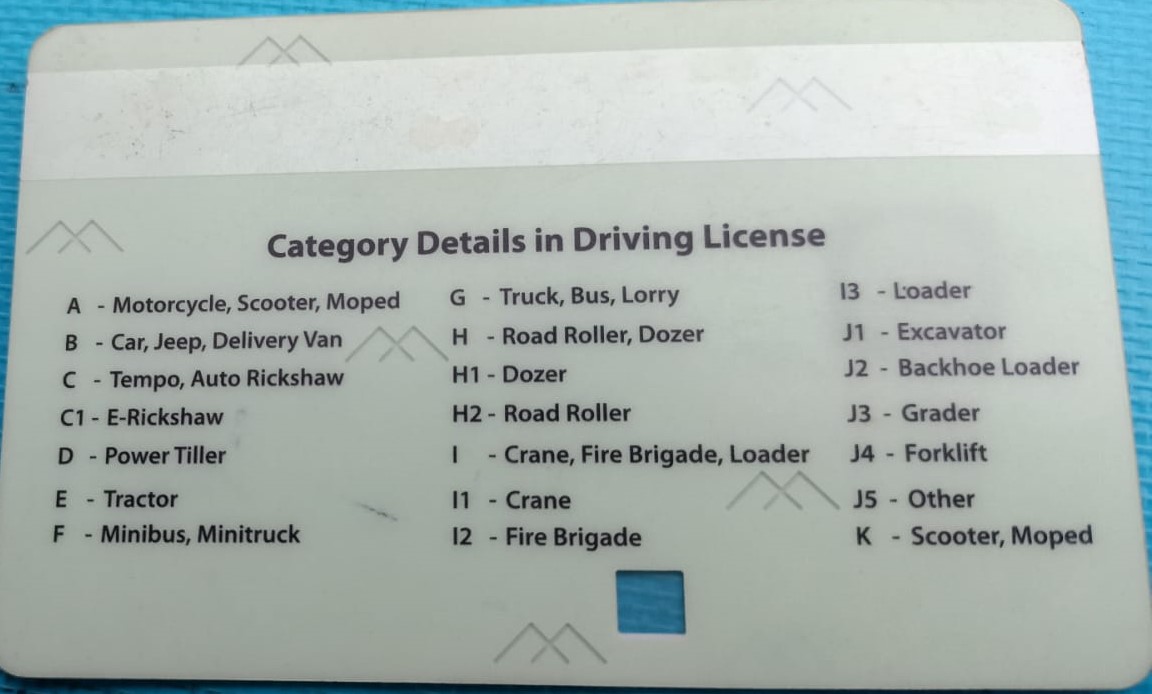 Category Details in Driving License
A - Motorcycle, Scooter, Moped
B - Car, Jeep, Delivery Van
C - Tempo, Auto Rickshaw
C1 - E-Rickshaw
D - Power Tiller
E - Tractor
F - Minibus, Minitruck
G - Truck, Bus, Lorry
H - Road Roller, Dozer
H1 - Dozer
H2 - Road Roller
I - Crane, Fire Brigade, Loader
I1 - Crane
I2 - Fire Brigade
I3 - Loader
J1 - Excavator
J2 - Backhoe Loader
J3 - Grader
J4 - Forklift
J5 - Other
K - Scooter, Moped